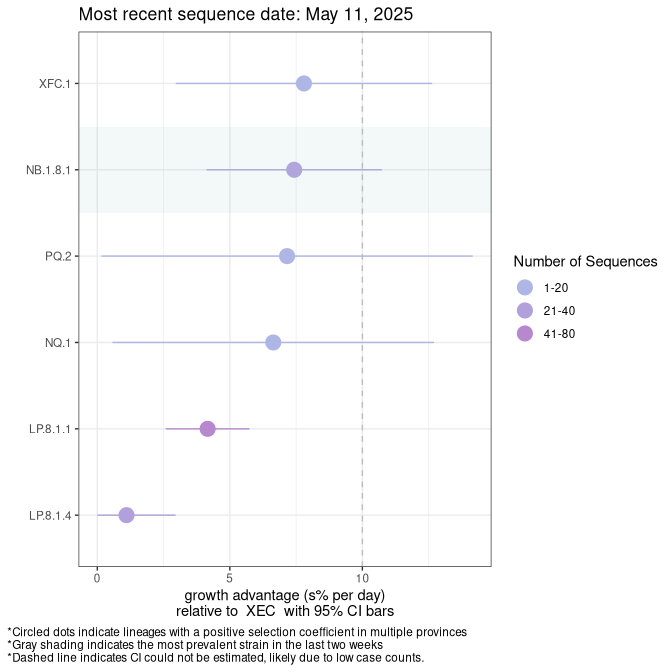 Most recent sequence date: May 11, 2025
XFC.1
NB.1.8.1
PQ.2
NQ.1
LP.8.1.1
LP.8.1.4
0 5 10
growth advantage (s% per day)
relative to XEC with 95% CI bars
Number of Sequences
1-20
21-40
41-80
*Circled dots indicate lineages with a positive selection coefficient in multiple provinces
*Gray shading indicates the most prevalent strain in the last two weeks
*Dashed line indicates CI could not be estimated, likely due to low case counts.